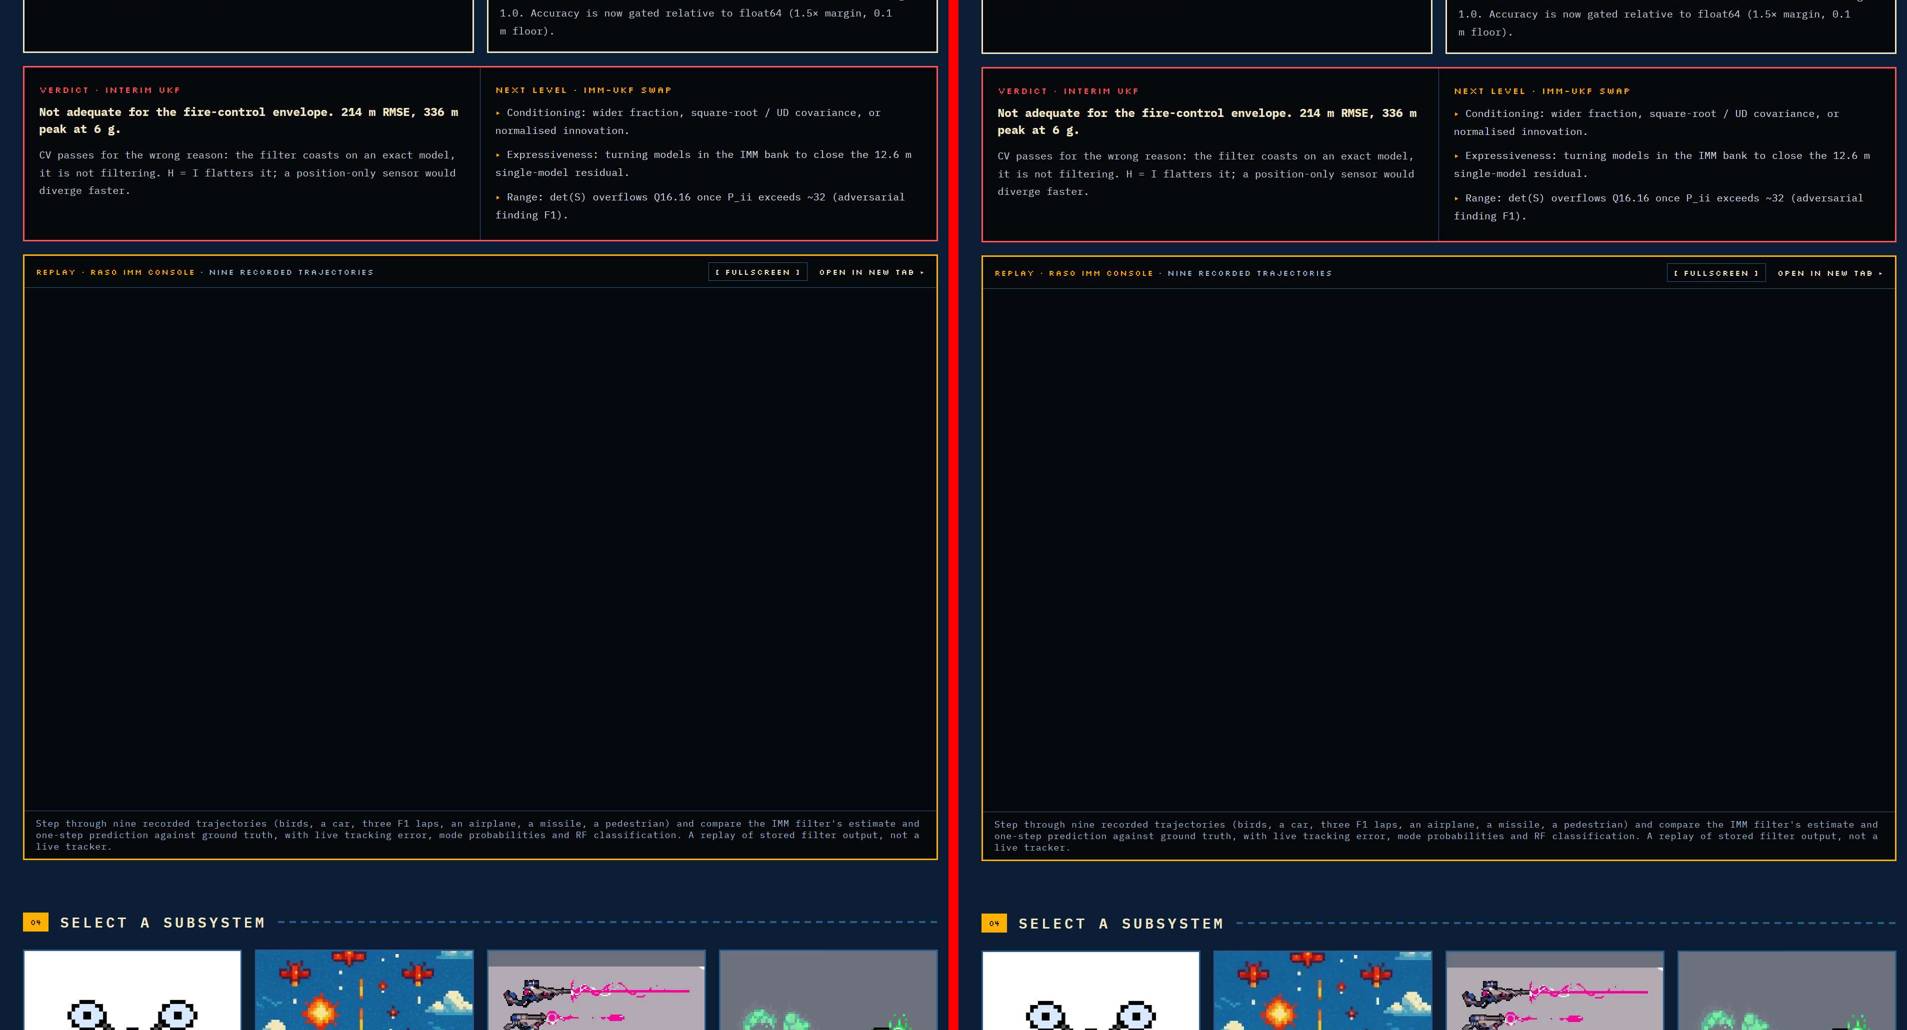 1.0. Accuracy is now gated relative to float64 (1.5× margin, 0.1
m floor).
VERDICT · INTERIM UKF
Not adequate for the fire-control envelope. 214 m RMSE, 336 m
peak at 6 g.
CV passes for the wrong reason: the filter coasts on an exact model,
it is not filtering. H = I flatters it; a position-only sensor would
diverge faster.
NEXT LEVEL · IMM-UKF SWAP
▸ Conditioning: wider fraction, square-root / UD covariance, or
normalised innovation.
▸ Expressiveness: turning models in the IMM bank to close the 12.6 m
single-model residual.
▸ Range: det(S) overflows Q16.16 once P_ii exceeds ~32 (adversarial
finding F1).
REPLAY · RASO IMM CONSOLE · NINE RECORDED TRAJECTORIES
[ FULLSCREEN ]
OPEN IN NEW TAB ▸
Step through nine recorded trajectories (birds, a car, three F1 laps, an airplane, a missile, a pedestrian) and compare the IMM filter's estimate and
one-step prediction against ground truth, with live tracking error, mode probabilities and RF classification. A replay of stored filter output, not a
live tracker.
04 SELECT A SUBSYSTEM
1.0. Accuracy is now gated relative to float64 (1.5× margin, 0.1
m floor).
VERDICT · INTERIM UKF
Not adequate for the fire-control envelope. 214 m RMSE, 336 m
peak at 6 g.
CV passes for the wrong reason: the filter coasts on an exact model,
it is not filtering. H = I flatters it; a position-only sensor would
diverge faster.
NEXT LEVEL · IMM-UKF SWAP
▸ Conditioning: wider fraction, square-root / UD covariance, or
normalised innovation.
▸ Expressiveness: turning models in the IMM bank to close the 12.6 m
single-model residual.
▸ Range: det(S) overflows Q16.16 once P_ii exceeds ~32 (adversarial
finding F1).
REPLAY · RASO IMM CONSOLE · NINE RECORDED TRAJECTORIES
[ FULLSCREEN ]
OPEN IN NEW TAB ▸
Step through nine recorded trajectories (birds, a car, three F1 laps, an airplane, a missile, a pedestrian) and compare the IMM filter's estimate and
one-step prediction against ground truth, with live tracking error, mode probabilities and RF classification. A replay of stored filter output, not a
live tracker.
04 SELECT A SUBSYSTEM